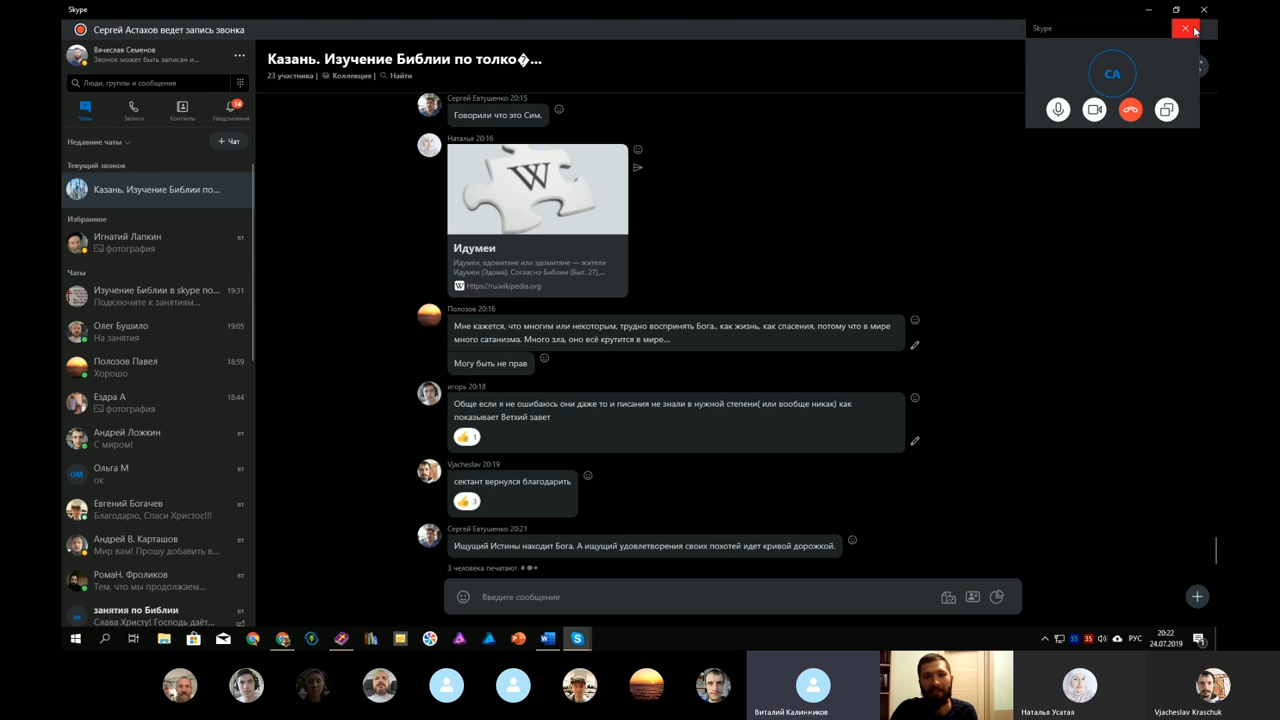 Skype
Сергей Астахов ведет запись звонка
Вячеслав Семенов
Звонок может быть записан и...
Люди, группы и сообщения
14
Чаты
Звонки
Контакты
Уведомления
Недавние чаты
+ Чат
Текущий звонок
Казань. Изучение Библии по...
Избранное
Игнатий Лапкин
вт
фотография
Чаты
Изучение Библии в skype по...
19:31
Подключите к занятиям...
Олег Бушило
19:05
На занятия
Полозов Павел
18:59
Хорошо
Ездра А
18:44
фотография
Андрей Ложкин
вт
С миром!
ОМ
Ольга М
вт
ок
Евгений Богачев
вт
Благодарю, Спаси Христос!!!
Андрей В. Карташов
вт
Мир вам! Прошу добавить в...
РомаН. Фроликов
вт
Тем, что мы продолжаем...
занятия по Библии
вт
Слава Христу! Господь даёт...
Казань. Изучение Библии по толко�...
23 участника | Коллекция | Найти
Сергей Евтушенко 20:15
Говорили что это Сим.
Наталья 20:16
W
Идумеи
Идумеи, едомитяне или эдомитяне — жители
Идумеи (Эдома). Согласно Библии (Быт. 27),...
W https://ru.wikipedia.org
Полозов 20:16
Мне кажется, что многим или некоторым, трудно воспринять Бога.. как жизнь, как спасения, потому что в мире
много сатанизма. Много зла, оно всё крутится в мире....
Могу быть не прав
игорь 20:18
Обще если я не ошибаюсь они даже то и писания не знали в нужной степени( или вообще никак) как
показывает Ветхий завет
1
Vjacheslav 20:19
сектант вернулся благодарить
3
Сергей Евтушенко 20:21
Ищущий Истины находит Бога. А ищущий удовлетворения своих похотей идет кривой дорожкой.
3 человека печатают
Введите сообщение
Skype
СА
РУС
20:22
24.07.2019
Виталий Калинников
Наталья Усатая
Vjacheslav Kraschuk